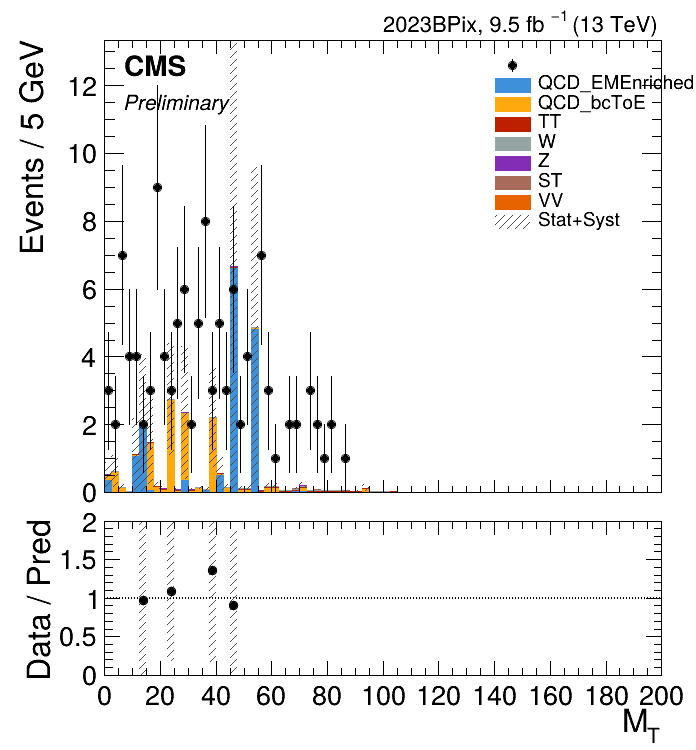 2023BPix, 9.5 fb⁻¹ (13 TeV)
CMS
Preliminary
QCD_EMEnriched
QCD_bcToE
TT
W
Z
ST
VV
Stat+Syst
Events / 5 GeV
12
10
8
6
4
2
0
Data / Pred
2
1.5
1
0.5
0
0 20 40 60 80 100 120 140 160 180 200
M_T